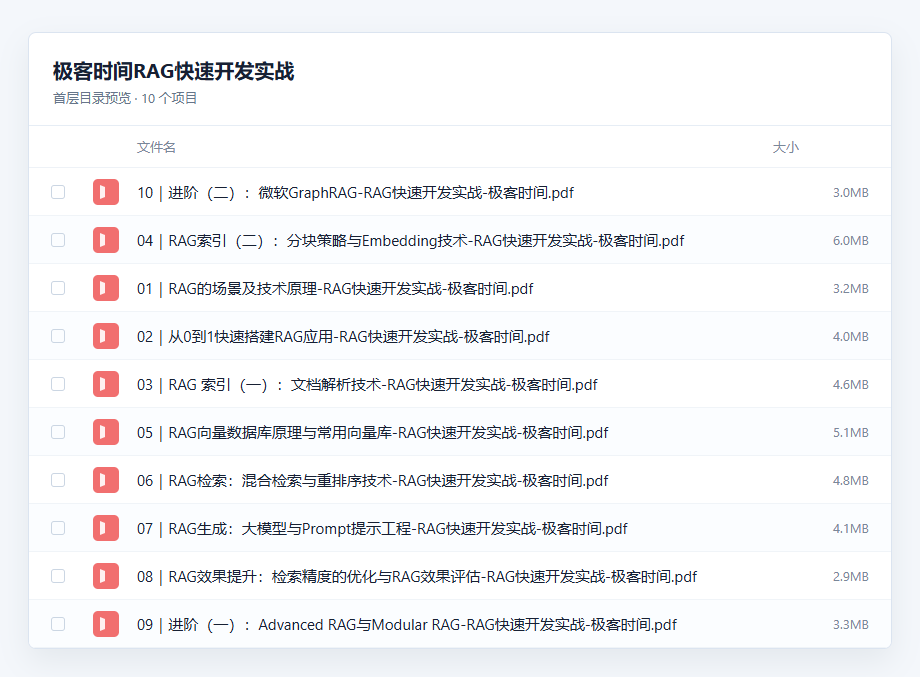 极客时间RAG快速开发实战
首层目录预览 · 10 个项目
文件名 大小
10 | 进阶（二）：微软GraphRAG-RAG快速开发实战-极客时间.pdf 3.0MB
04 | RAG索引（二）：分块策略与Embedding技术-RAG快速开发实战-极客时间.pdf 6.0MB
01 | RAG的场景及技术原理-RAG快速开发实战-极客时间.pdf 3.2MB
02 | 从0到1快速搭建RAG应用-RAG快速开发实战-极客时间.pdf 4.0MB
03 | RAG 索引（一）：文档解析技术-RAG快速开发实战-极客时间.pdf 4.6MB
05 | RAG向量数据库原理与常用向量库-RAG快速开发实战-极客时间.pdf 5.1MB
06 | RAG检索：混合检索与重排序技术-RAG快速开发实战-极客时间.pdf 4.8MB
07 | RAG生成：大模型与Prompt提示工程-RAG快速开发实战-极客时间.pdf 4.1MB
08 | RAG效果提升：检索精度的优化与RAG效果评估-RAG快速开发实战-极客时间.pdf 2.9MB
09 | 进阶（一）：Advanced RAG与Modular RAG-RAG快速开发实战-极客时间.pdf 3.3MB